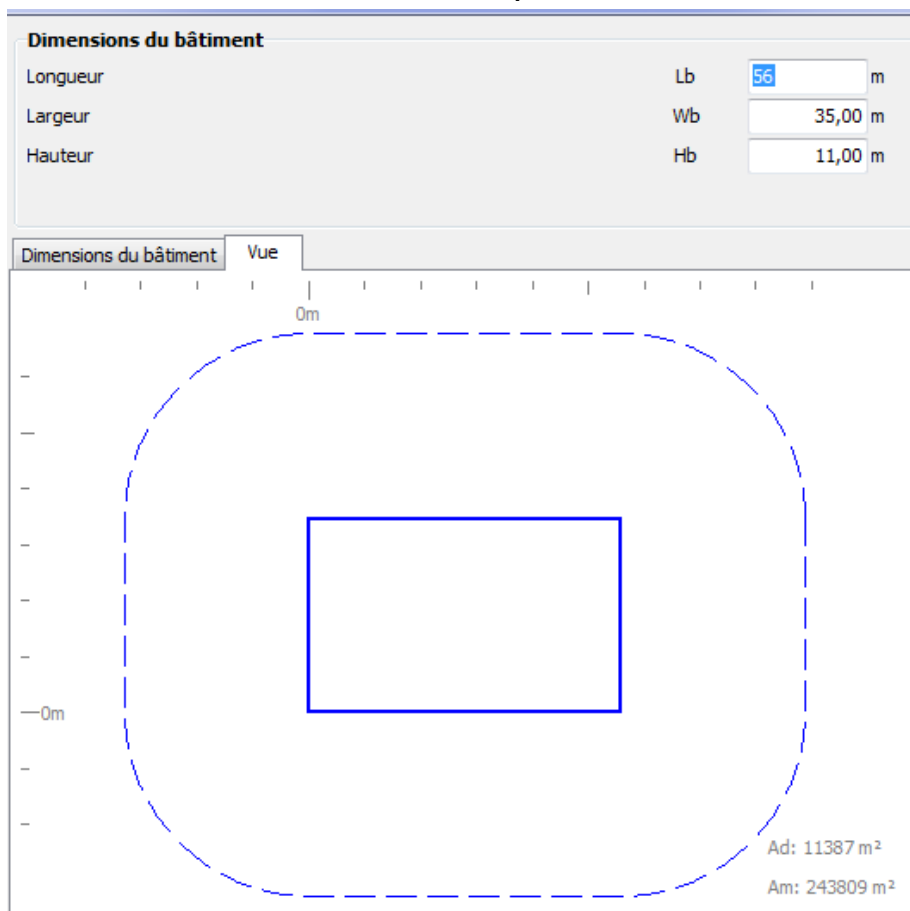 Dimensions du bâtiment
Longueur Lb 56 m
Largeur Wb 35,00 m
Hauteur Hb 11,00 m
Dimensions du bâtiment Vue
0m
0m
Ad: 11387 m²
Am: 243809 m²